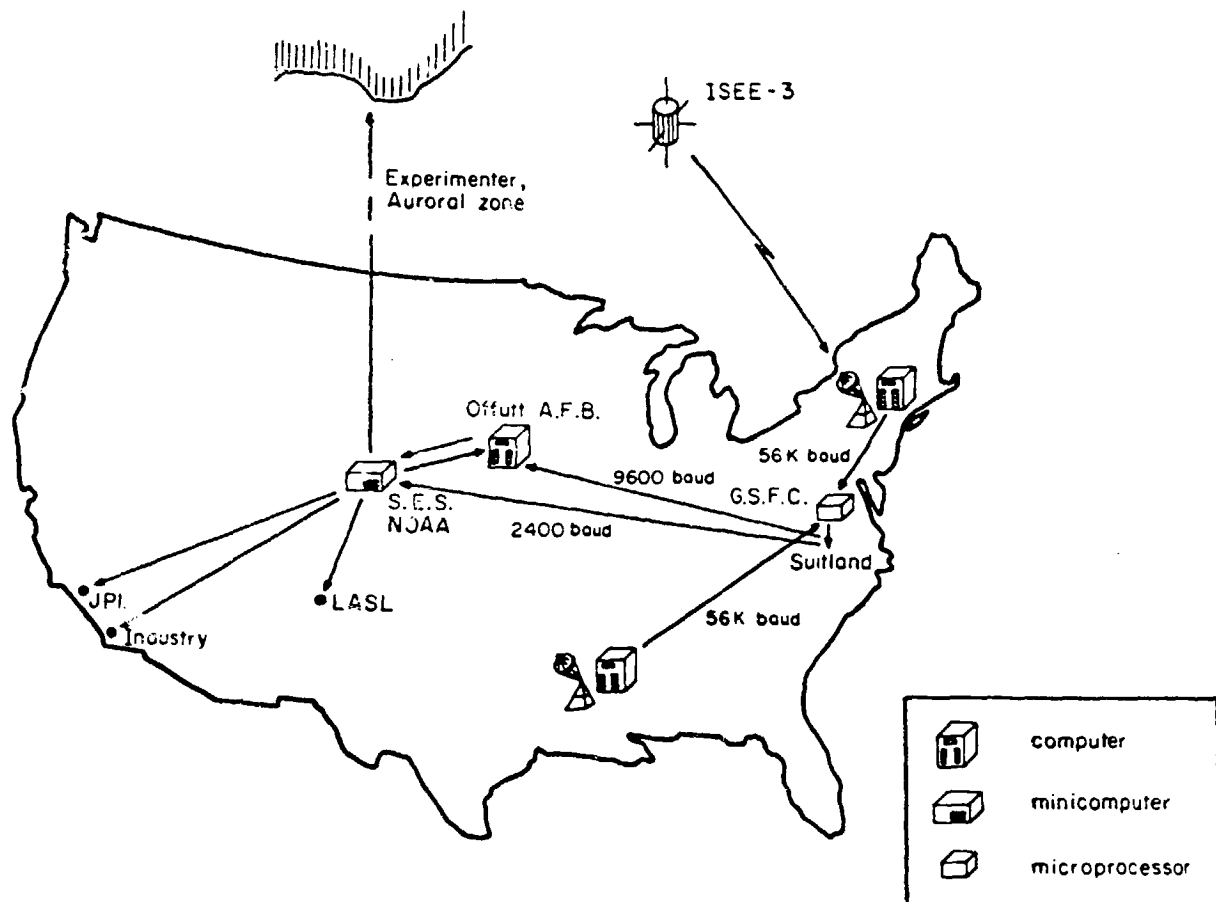 ISEE-3
Experimenter,
Auroral zone
Offutt A.F.B.
S.E.S.
NOAA
9600 baud
2400 baud
56K baud
G.S.F.C.
Suitland
56K baud
JPL
LASL
Industry
computer
minicomputer
microprocessor